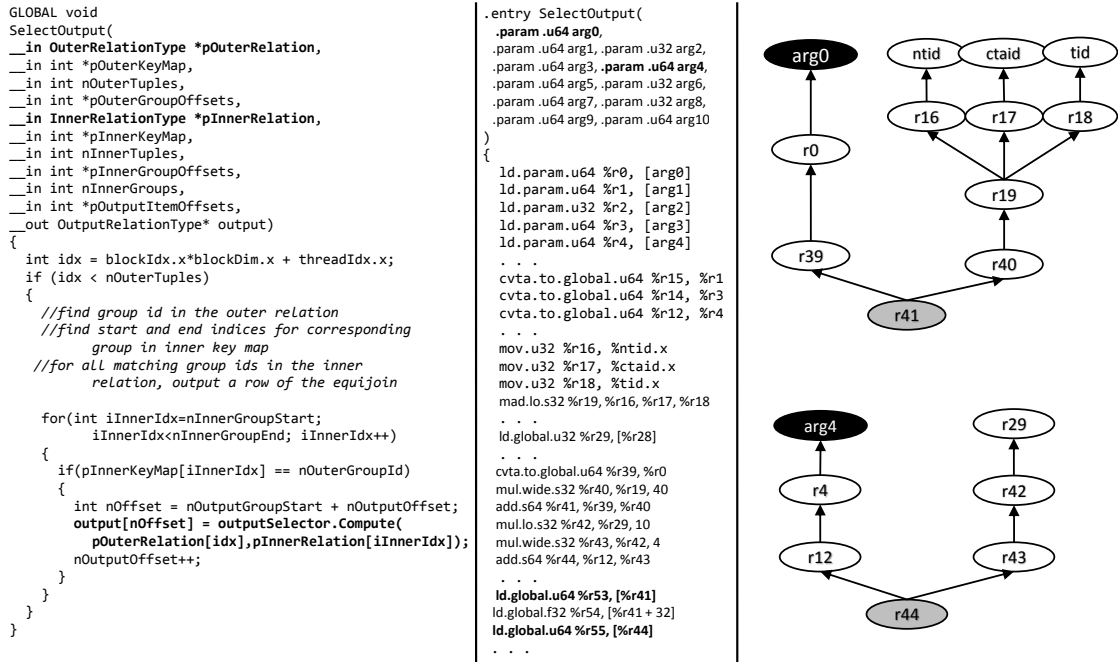 GLOBAL void
SelectOutput(
__in OuterRelationType *pOuterRelation,
__in int *pOuterKeyMap,
__in int nOuterTuples,
__in int *pOuterGroupOffsets,
__in InnerRelationType *pInnerRelation,
__in int *pInnerKeyMap,
__in int nInnerTuples,
__in int *pInnerGroupOffsets,
__in int nInnerGroups,
__in int *pOutputItemOffsets,
__out OutputRelationType* output)
{
int idx = blockIdx.x*blockDim.x + threadIdx.x;
if (idx < nOuterTuples)
{
//find group id in the outer relation
//find start and end indices for corresponding
group in inner key map
//for all matching group ids in the inner
relation, output a row of the equijoin
for(int iInnerIdx=nInnerGroupStart;
iInnerIdx<nInnerGroupEnd; iInnerIdx++)
{
if(pInnerKeyMap[iInnerIdx] == nOuterGroupId)
{
int nOffset = nOutputGroupStart + nOutputOffset;
output[nOffset] = outputSelector.Compute(
pOuterRelation[idx],pInnerRelation[iInnerIdx]);
nOutputOffset++;
}
}
}
}
.entry SelectOutput(
.param .u64 arg0,
.param .u64 arg1, .param .u32 arg2,
.param .u64 arg3, .param .u64 arg4,
.param .u64 arg5, .param .u32 arg6,
.param .u64 arg7, .param .u32 arg8,
.param .u64 arg9, .param .u64 arg10
)
{
ld.param.u64 %r0, [arg0]
ld.param.u64 %r1, [arg1]
ld.param.u32 %r2, [arg2]
ld.param.u64 %r3, [arg3]
ld.param.u64 %r4, [arg4]
. . .
cvta.to.global.u64 %r15, %r1
cvta.to.global.u64 %r14, %r3
cvta.to.global.u64 %r12, %r4
. . .
mov.u32 %r16, %ntid.x
mov.u32 %r17, %ctaid.x
mov.u32 %r18, %tid.x
mad.lo.s32 %r19, %r16, %r17, %r18
. . .
ld.global.u32 %r29, [%r28]
. . .
cvta.to.global.u64 %r39, %r0
mul.wide.s32 %r40, %r19, 40
add.s64 %r41, %r39, %r40
mul.lo.s32 %r42, %r29, 10
mul.wide.s32 %r43, %r42, 4
add.s64 %r44, %r12, %r43
. . .
ld.global.u64 %r53, [%r41]
ld.global.f32 %r54, [%r41 + 32]
ld.global.u64 %r55, [%r44]
. . .
arg0 ntid ctaid tid
r16 r17 r18
r0
r19
r39 r40
r41
arg4 r29
r4 r42
r12 r43
r44